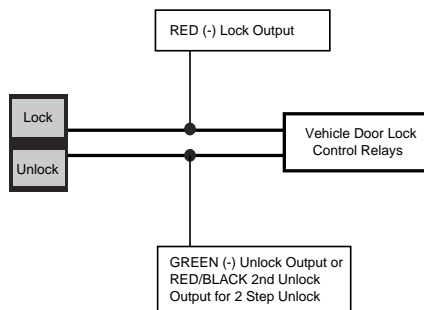 RED (-) Lock Output
Lock
Unlock
Vehicle Door Lock
Control Relays
GREEN (-) Unlock Output or
RED/BLACK 2nd Unlock
Output for 2 Step Unlock